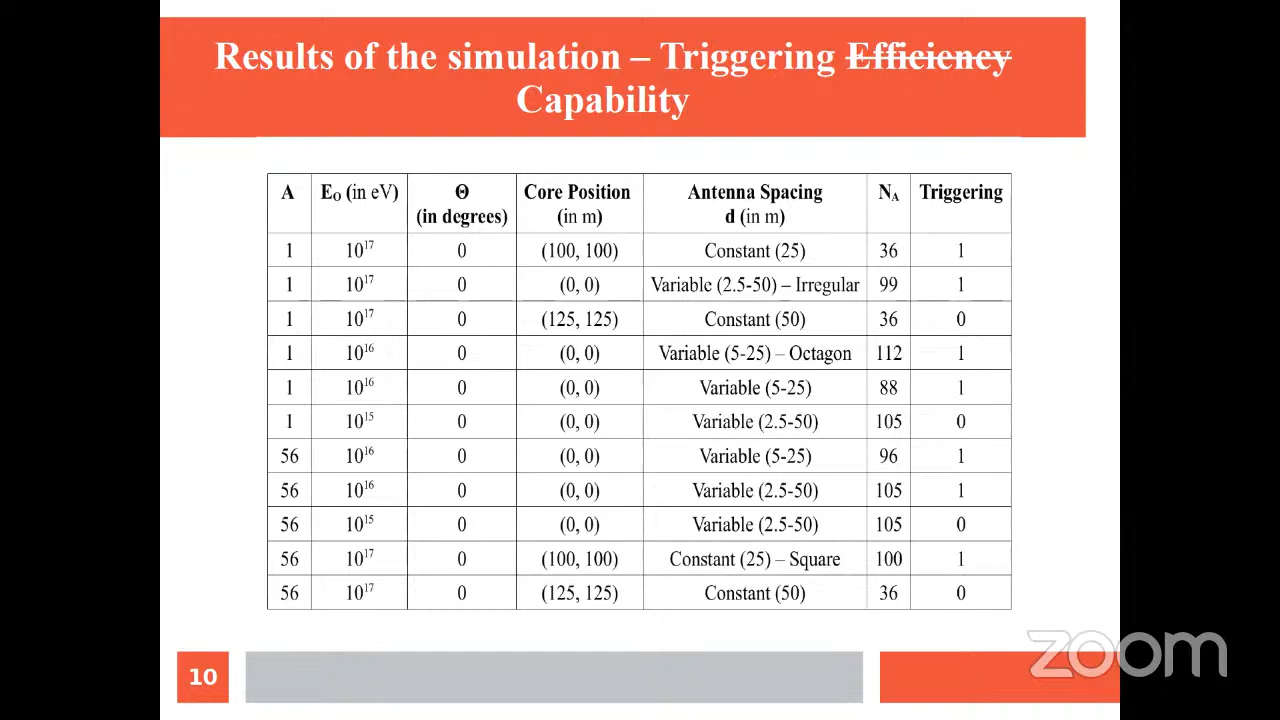 Results of the simulation – Triggering Efficiency
Capability
A E₀ (in eV) Θ (in degrees) Core Position (in m) Antenna Spacing d (in m) N_A Triggering
1 10¹⁷ 0 (100, 100) Constant (25) 36 1
1 10¹⁷ 0 (0, 0) Variable (2.5-50) – Irregular 99 1
1 10¹⁷ 0 (125, 125) Constant (50) 36 0
1 10¹⁶ 0 (0, 0) Variable (5-25) – Octagon 112 1
1 10¹⁶ 0 (0, 0) Variable (5-25) 88 1
1 10¹⁵ 0 (0, 0) Variable (2.5-50) 105 0
56 10¹⁶ 0 (0, 0) Variable (5-25) 96 1
56 10¹⁶ 0 (0, 0) Variable (2.5-50) 105 1
56 10¹⁵ 0 (0, 0) Variable (2.5-50) 105 0
56 10¹⁷ 0 (100, 100) Constant (25) – Square 100 1
56 10¹⁷ 0 (125, 125) Constant (50) 36 0
10
zoom